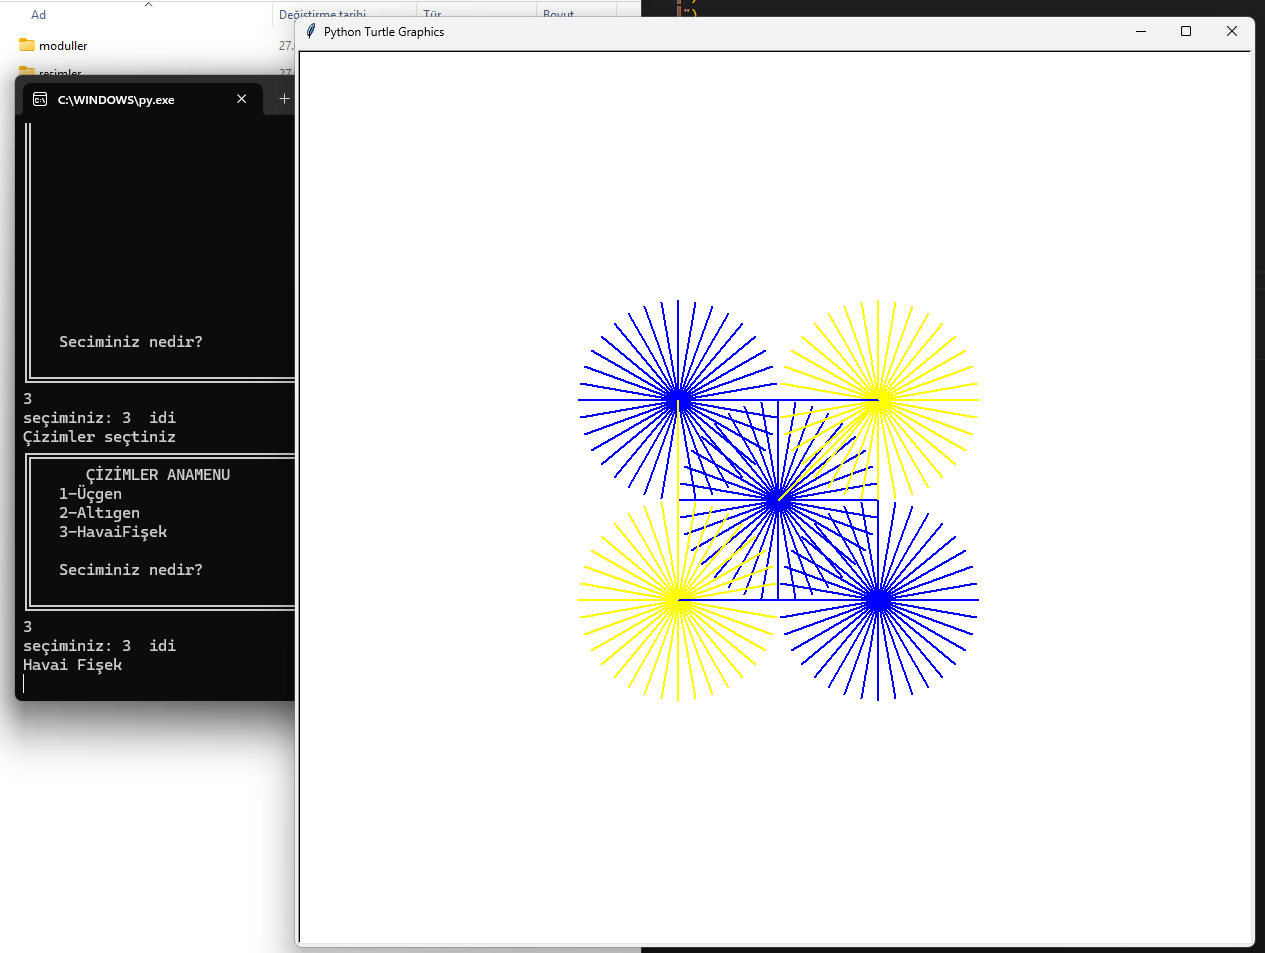 ")
Ad Değiştirme tarihi Tür Boyut
moduller 27.
resimler 27
Python Turtle Graphics
C:\WINDOWS\py.exe
Seciminiz nedir?
3
seçiminiz: 3  idi
Çizimler seçtiniz
ÇİZİMLER ANAMENU
1-Üçgen
2-Altıgen
3-HavaiFişek
Seciminiz nedir?
3
seçiminiz: 3  idi
Havai Fişek